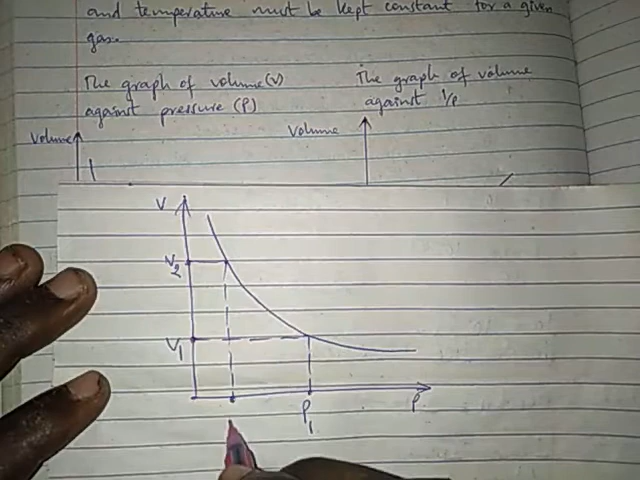 and temperature must be kept constant for a given
gas.
The graph of volume (V)
against pressure (P)
The graph of volume
against 1/P
Volume
Volume
V
V2
V1
P1
P